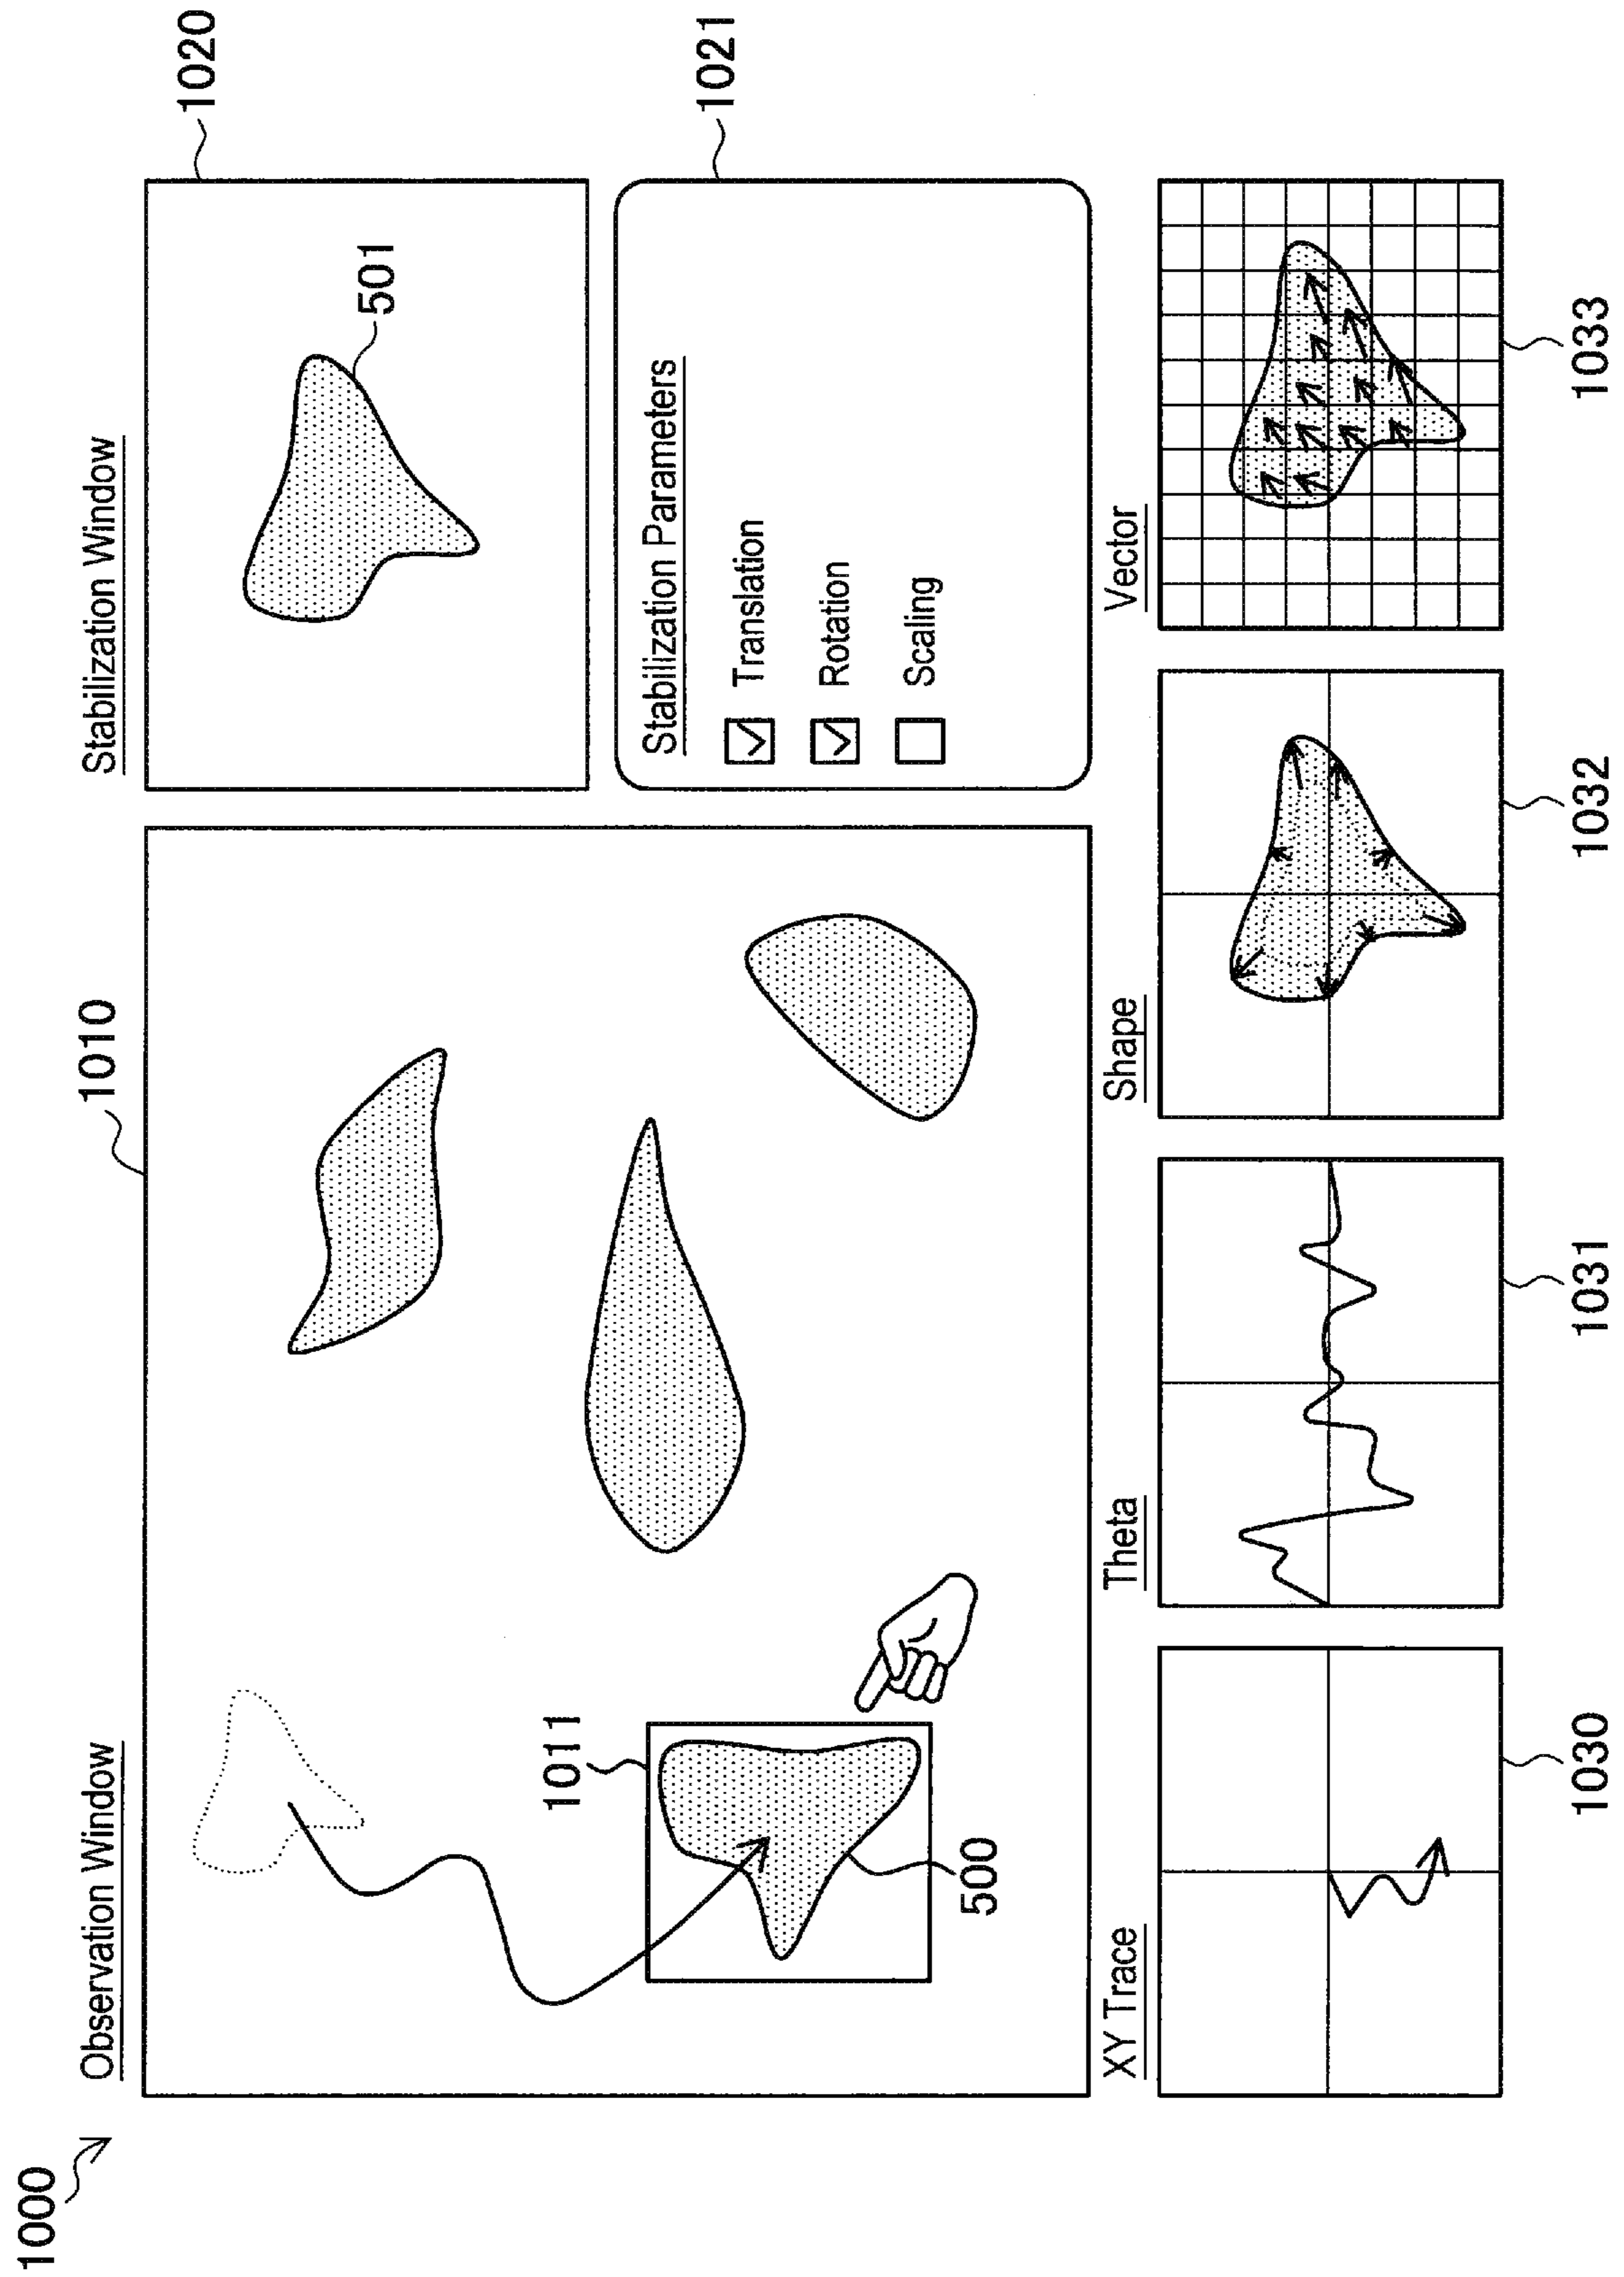 1000
Observation Window
1010
1011
500
Stabilization Window
1020
501
1021
Stabilization Parameters
Translation
Rotation
Scaling
XY Trace
1030
Theta
1031
Shape
1032
Vector
1033